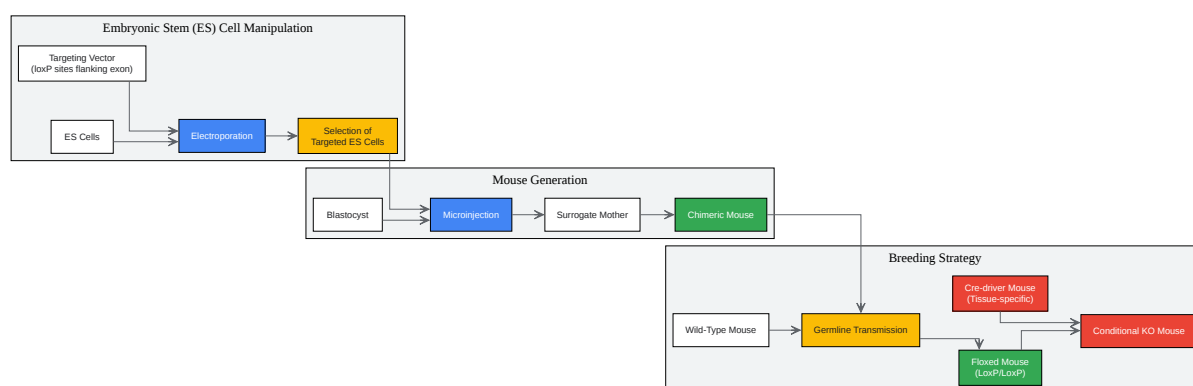 Embryonic Stem (ES) Cell Manipulation
Targeting Vector
(loxP sites flanking exon)
ES Cells
Electroporation
Selection of
Targeted ES Cells
Mouse Generation
Blastocyst
Microinjection
Surrogate Mother
Chimeric Mouse
Breeding Strategy
Cre-driver Mouse
(Tissue-specific)
Wild-Type Mouse
Germline Transmission
Conditional KO Mouse
Floxed Mouse
(LoxP/LoxP)